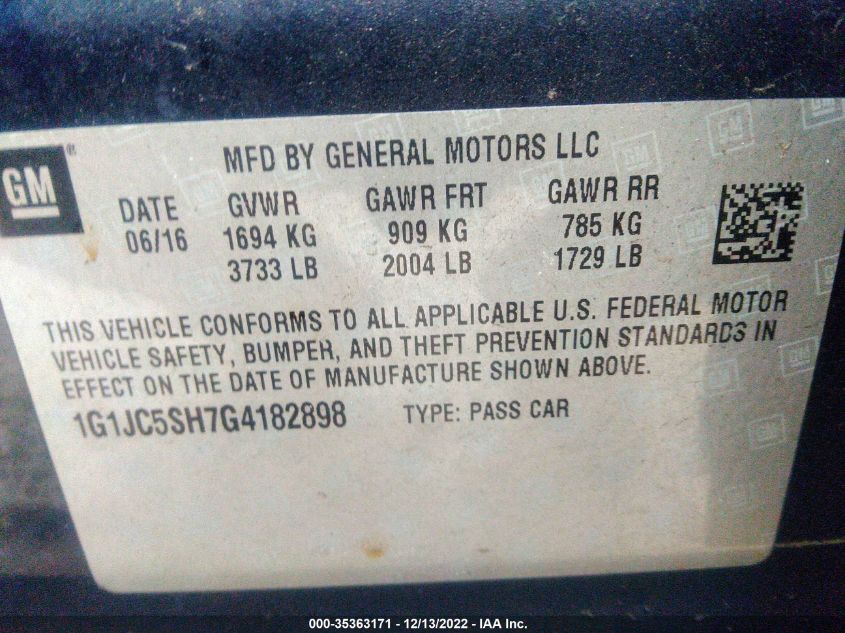 GM®
MFD BY GENERAL MOTORS LLC
DATE GVWR GAWR FRT GAWR RR
06/16 1694 KG 909 KG 785 KG
3733 LB 2004 LB 1729 LB
THIS VEHICLE CONFORMS TO ALL APPLICABLE U.S. FEDERAL MOTOR
VEHICLE SAFETY, BUMPER, AND THEFT PREVENTION STANDARDS IN
EFFECT ON THE DATE OF MANUFACTURE SHOWN ABOVE.
1G1JC5SH7G4182898 TYPE: PASS CAR
000-35363171 - 12/13/2022 - IAA Inc.